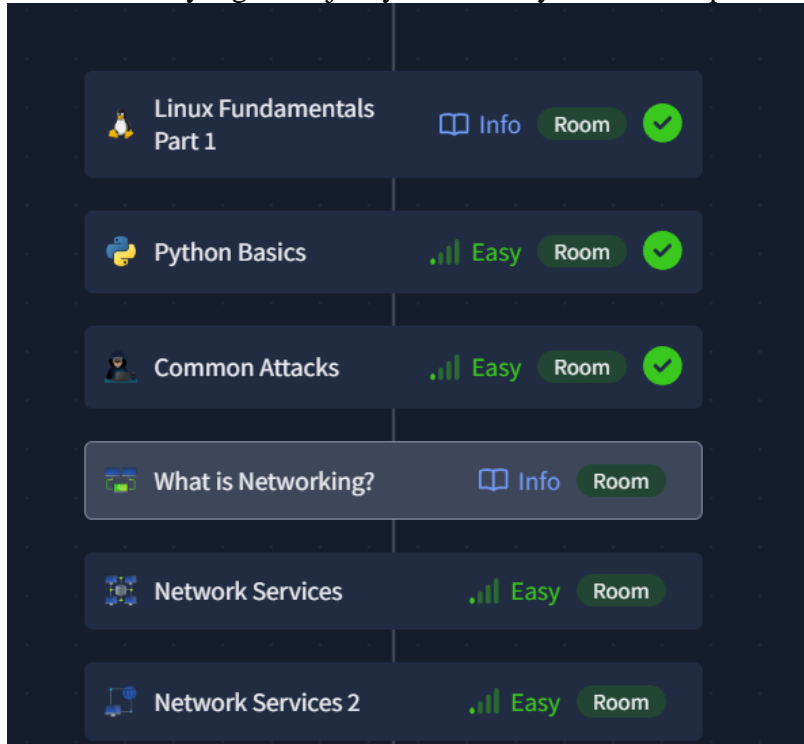 Linux Fundamentals
Part 1
Info
Room
Python Basics
Easy
Room
Common Attacks
Easy
Room
What is Networking?
Info
Room
Network Services
Easy
Room
Network Services 2
Easy
Room